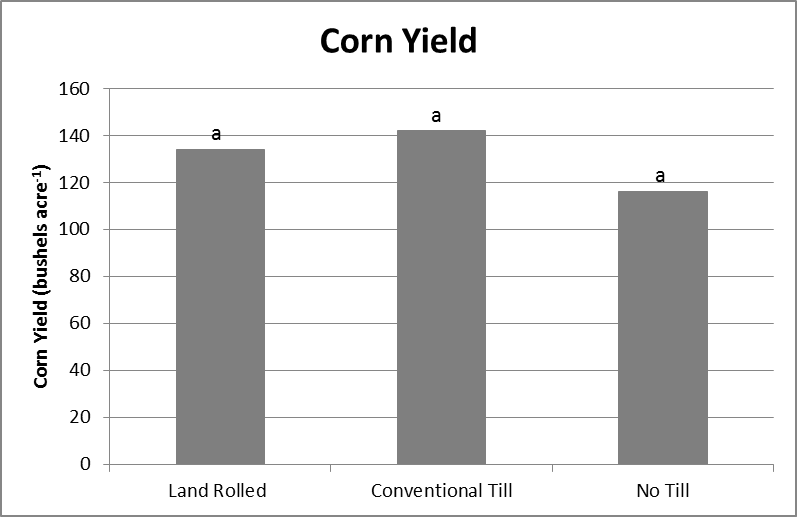 Corn Yield
Corn Yield (bushels acre-1)
160
140
120
100
80
60
40
20
0
a
a
a
Land Rolled
Conventional Till
No Till